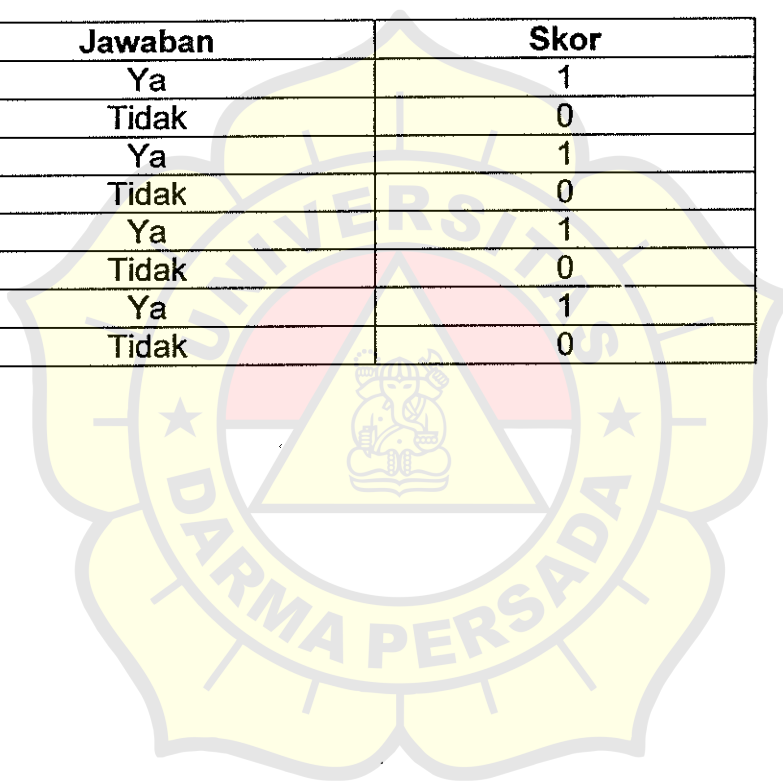 Jawaban Skor
Ya 1
Tidak 0
Ya 1
Tidak 0
Ya 1
Tidak 0
Ya 1
Tidak 0
UNIVERSITAS
DARMA PERSADA